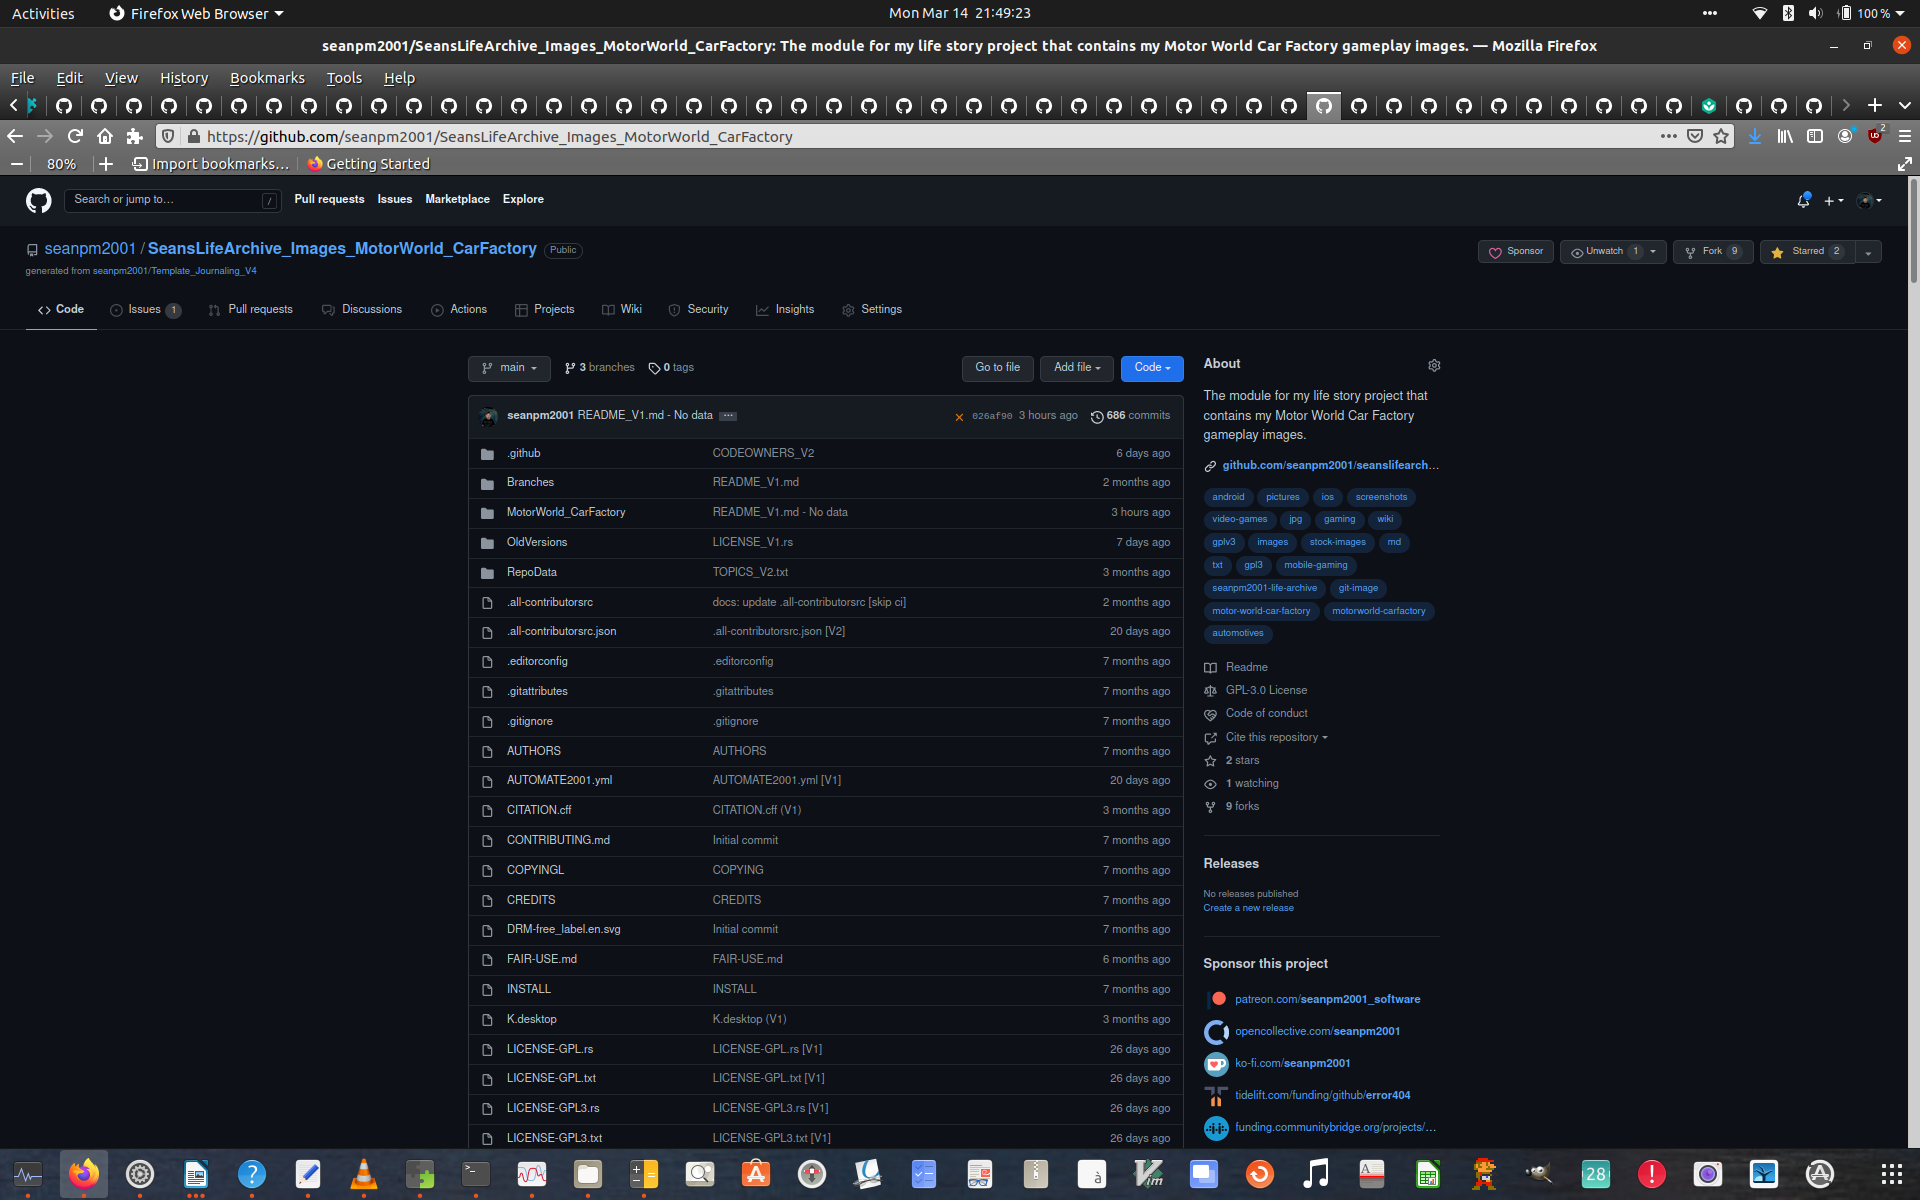 Activities Firefox Web Browser Mon Mar 14 21:49:23 100 %
seanpm2001/SeansLifeArchive_Images_MotorWorld_CarFactory: The module for my life story project that contains my Motor World Car Factory gameplay images. — Mozilla Firefox
File Edit View History Bookmarks Tools Help
https://github.com/seanpm2001/SeansLifeArchive_Images_MotorWorld_CarFactory 2
80% Import bookmarks… Getting Started
Search or jump to… / Pull requests Issues Marketplace Explore
seanpm2001 / SeansLifeArchive_Images_MotorWorld_CarFactory Public
Sponsor Unwatch 1 Fork 9 Starred 2
generated from seanpm2001/Template_Journaling_V4
Code Issues 1 Pull requests Discussions Actions Projects Wiki Security Insights Settings
main 3 branches 0 tags Go to file Add file Code
seanpm2001 README_V1.md - No data 026af90 3 hours ago 686 commits
.github CODEOWNERS_V2 6 days ago
Branches README_V1.md 2 months ago
MotorWorld_CarFactory README_V1.md - No data 3 hours ago
OldVersions LICENSE_V1.rs 7 days ago
RepoData TOPICS_V2.txt 3 months ago
.all-contributorsrc docs: update .all-contributorsrc [skip ci] 2 months ago
.all-contributorsrc.json .all-contributorsrc.json [V2] 20 days ago
.editorconfig .editorconfig 7 months ago
.gitattributes .gitattributes 7 months ago
.gitignore .gitignore 7 months ago
AUTHORS AUTHORS 7 months ago
AUTOMATE2001.yml AUTOMATE2001.yml [V1] 20 days ago
CITATION.cff CITATION.cff (V1) 3 months ago
CONTRIBUTING.md Initial commit 7 months ago
COPYINGL COPYING 7 months ago
CREDITS CREDITS 7 months ago
DRM-free_label.en.svg Initial commit 7 months ago
FAIR-USE.md FAIR-USE.md 6 months ago
INSTALL INSTALL 7 months ago
K.desktop K.desktop (V1) 3 months ago
LICENSE-GPL.rs LICENSE-GPL.rs [V1] 26 days ago
LICENSE-GPL.txt LICENSE-GPL.txt [V1] 26 days ago
LICENSE-GPL3.rs LICENSE-GPL3.rs [V1] 26 days ago
LICENSE-GPL3.txt LICENSE-GPL3.txt [V1] 26 days ago
About
The module for my life story project that
contains my Motor World Car Factory
gameplay images.
github.com/seanpm2001/seanslifearch…
android pictures ios screenshots
video-games jpg gaming wiki
gplv3 images stock-images md
txt gpl3 mobile-gaming
seanpm2001-life-archive git-image
motor-world-car-factory motorworld-carfactory
automotives
Readme
GPL-3.0 License
Code of conduct
Cite this repository
2 stars
1 watching
9 forks
Releases
No releases published
Create a new release
Sponsor this project
patreon.com/seanpm2001_software
opencollective.com/seanpm2001
ko-fi.com/seanpm2001
tidelift.com/funding/github/error404
funding.communitybridge.org/projects/…
28